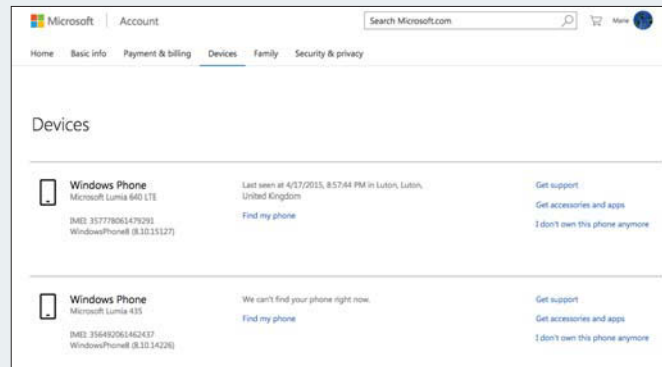 Microsoft Account Search Microsoft.com Marie
Home Basic info Payment & billing Devices Family Security & privacy
Devices
Windows Phone
Microsoft Lumia 640 LTE
IMEI: 357778061479291
WindowsPhone8 (8.10.15127)
Last seen at 4/17/2015, 8:57:44 PM in Luton, Luton,
United Kingdom
Find my phone
Get support
Get accessories and apps
I don't own this phone anymore
Windows Phone
Microsoft Lumia 435
IMEI: 356492061462437
WindowsPhone8 (8.10.14226)
We can't find your phone right now.
Find my phone
Get support
Get accessories and apps
I don't own this phone anymore